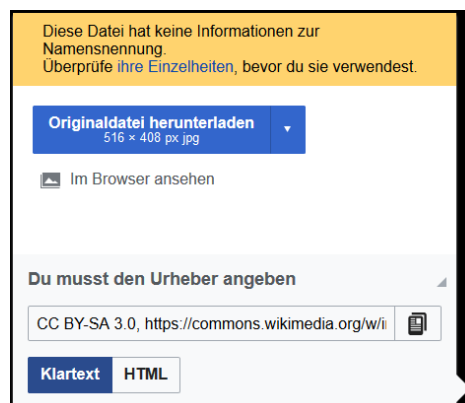 Diese Datei hat keine Informationen zur
Namensnennung.
Überprüfe ihre Einzelheiten, bevor du sie verwendest.
Originaldatei herunterladen
516 × 408 px jpg
Im Browser ansehen
Du musst den Urheber angeben
CC BY-SA 3.0, https://commons.wikimedia.org/w/i
Klartext HTML